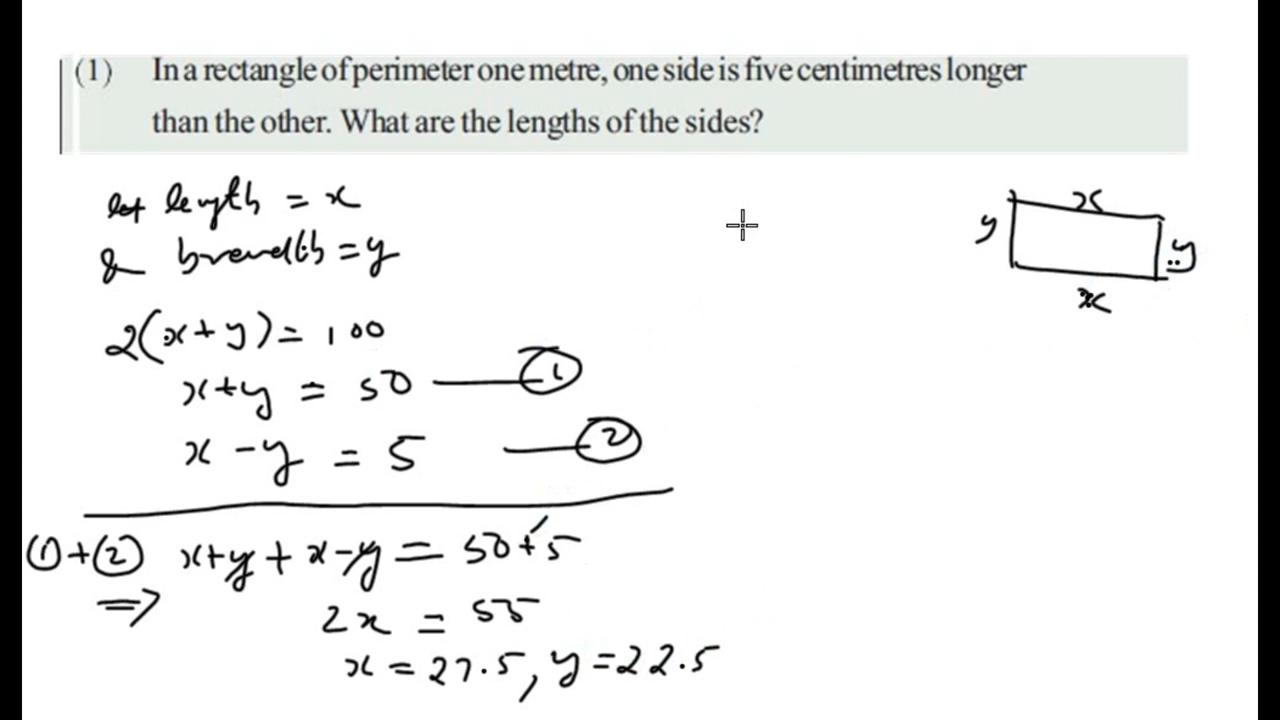 (1) In a rectangle of perimeter one metre, one side is five centimetres longer
than the other. What are the lengths of the sides?
let length = x
& breadth = y
2(x+y) = 100
x+y = 50 —— ①
x - y = 5 —— ②
①+② x+y + x-y = 50+5
⇒ 2x = 55
x = 27.5, y = 22.5
x
y
y
x